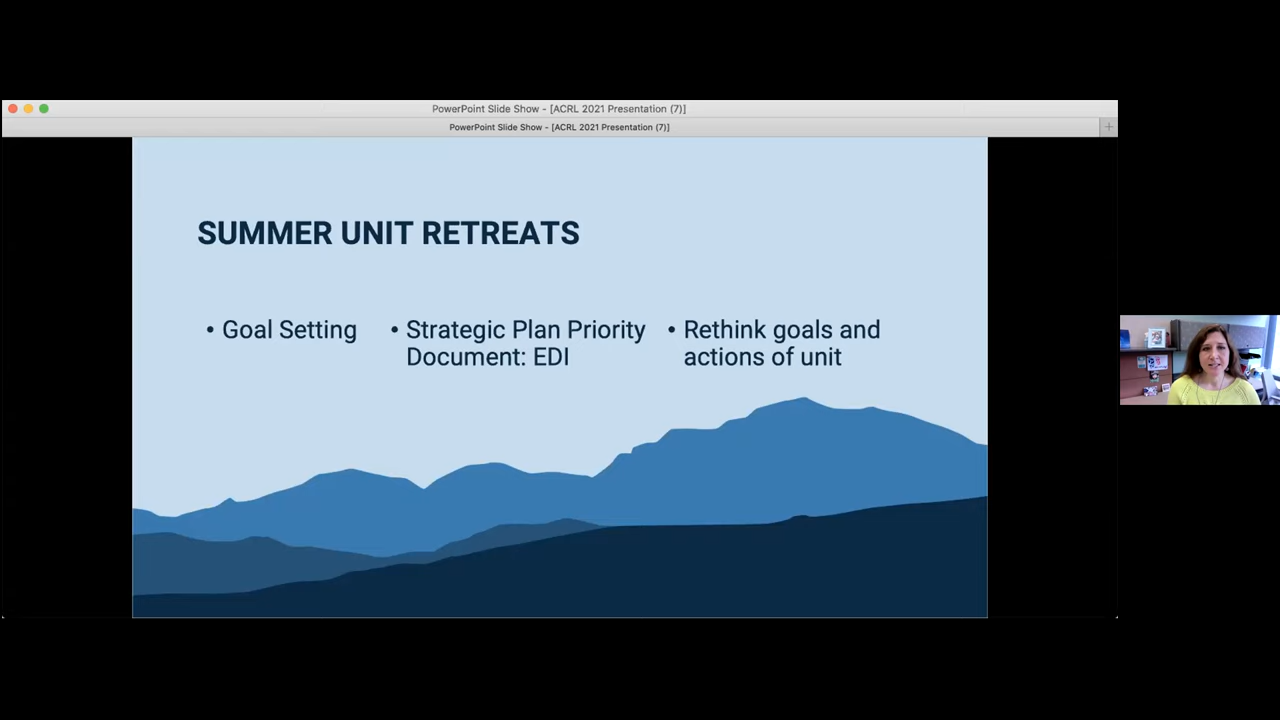 PowerPoint Slide Show - [ACRL 2021 Presentation (7)]
PowerPoint Slide Show - [ACRL 2021 Presentation (7)]
SUMMER UNIT RETREATS
• Goal Setting
• Strategic Plan Priority
Document: EDI
• Rethink goals and
actions of unit